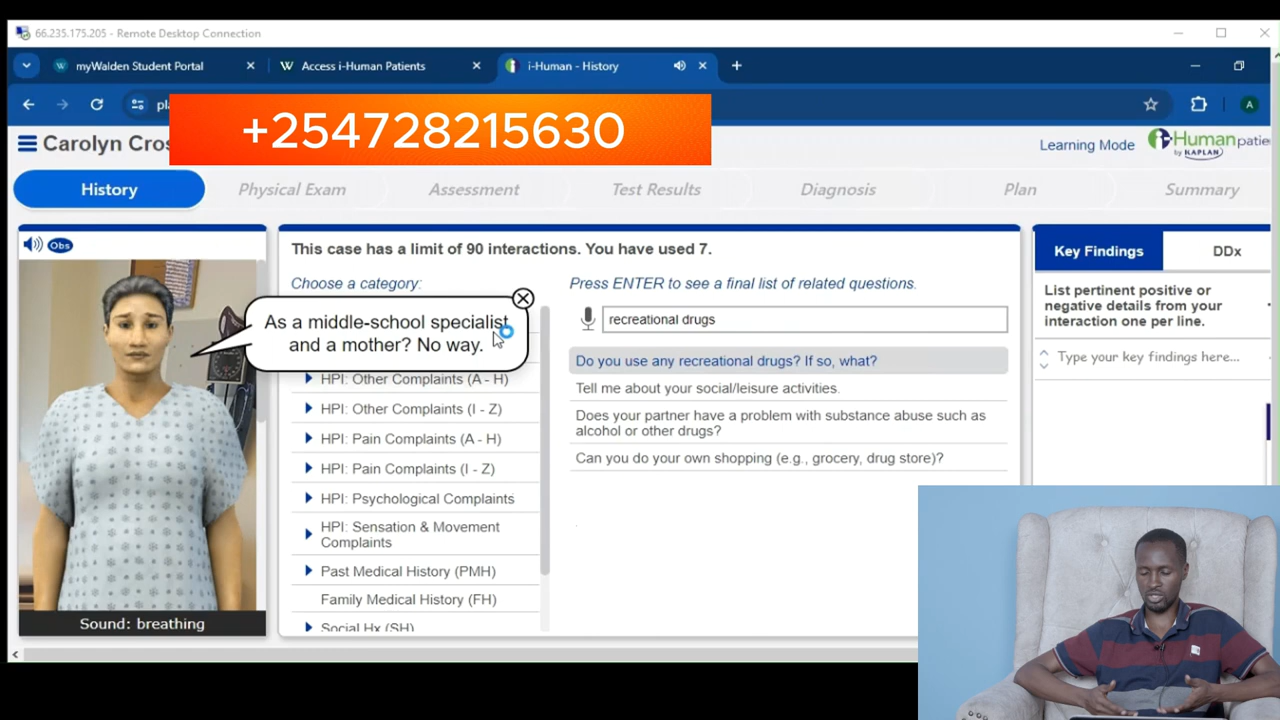 66.235.175.205 - Remote Desktop Connection
myWalden Student Portal
W Access i-Human Patients
i-Human - History
+254728215630
A
Carolyn
Learning Mode
i-Human
by KAPLAN
History
Physical Exam
Assessment
Test Results
Diagnosis
Plan
Summary
Obs
This case has a limit of 90 interactions. You have used 7.
Key Findings
DDx
Choose a category:
Press ENTER to see a final list of related questions.
List pertinent positive or
negative details from your
interaction one per line.
As a middle-school specialist
and a mother? No way.
recreational drugs
Type your key findings here...
Do you use any recreational drugs? If so, what?
HPI: Other Complaints (A - H)
Tell me about your social/leisure activities.
HPI: Other Complaints (I - Z)
Does your partner have a problem with substance abuse such as
alcohol or other drugs?
HPI: Pain Complaints (A - H)
Can you do your own shopping (e.g., grocery, drug store)?
HPI: Pain Complaints (I - Z)
HPI: Psychological Complaints
HPI: Sensation & Movement
Complaints
Past Medical History (PMH)
Family Medical History (FH)
Social Hx (SH)
Sound: breathing